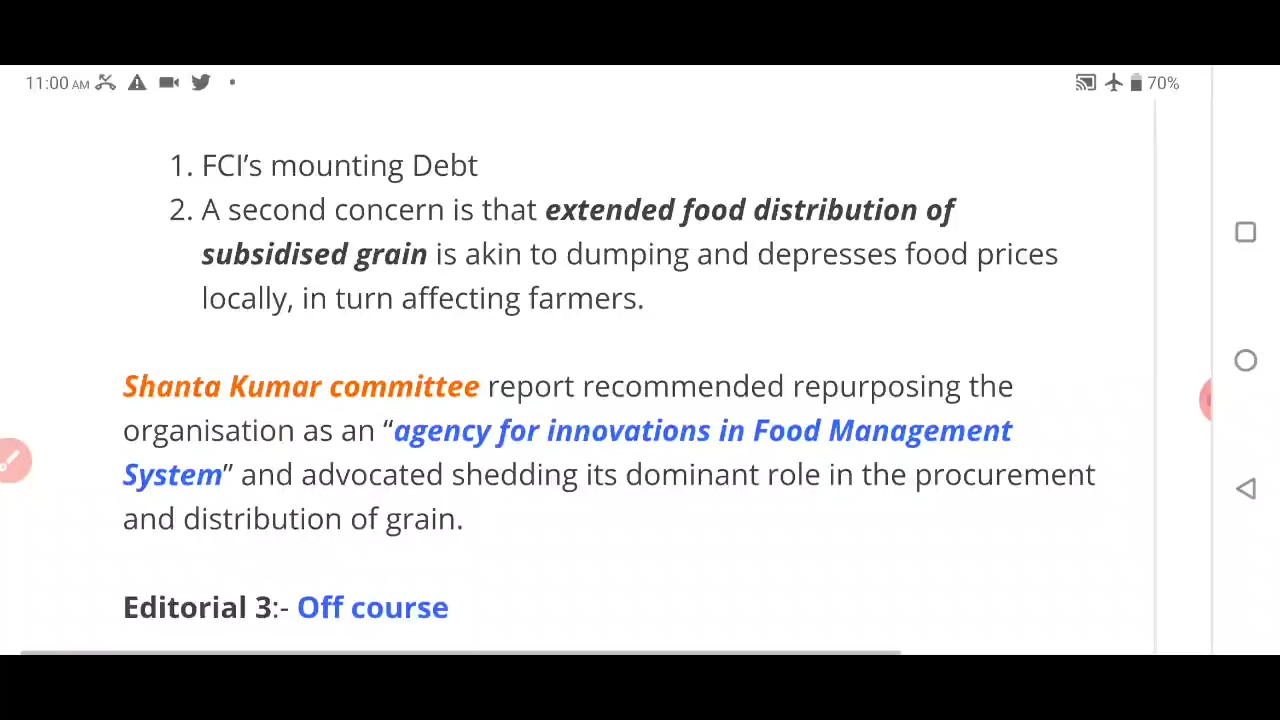 11:00 AM
70%
1. FCI’s mounting Debt
2. A second concern is that extended food distribution of
subsidised grain is akin to dumping and depresses food prices
locally, in turn affecting farmers.
Shanta Kumar committee report recommended repurposing the
organisation as an “agency for innovations in Food Management
System” and advocated shedding its dominant role in the procurement
and distribution of grain.
Editorial 3:- Off course